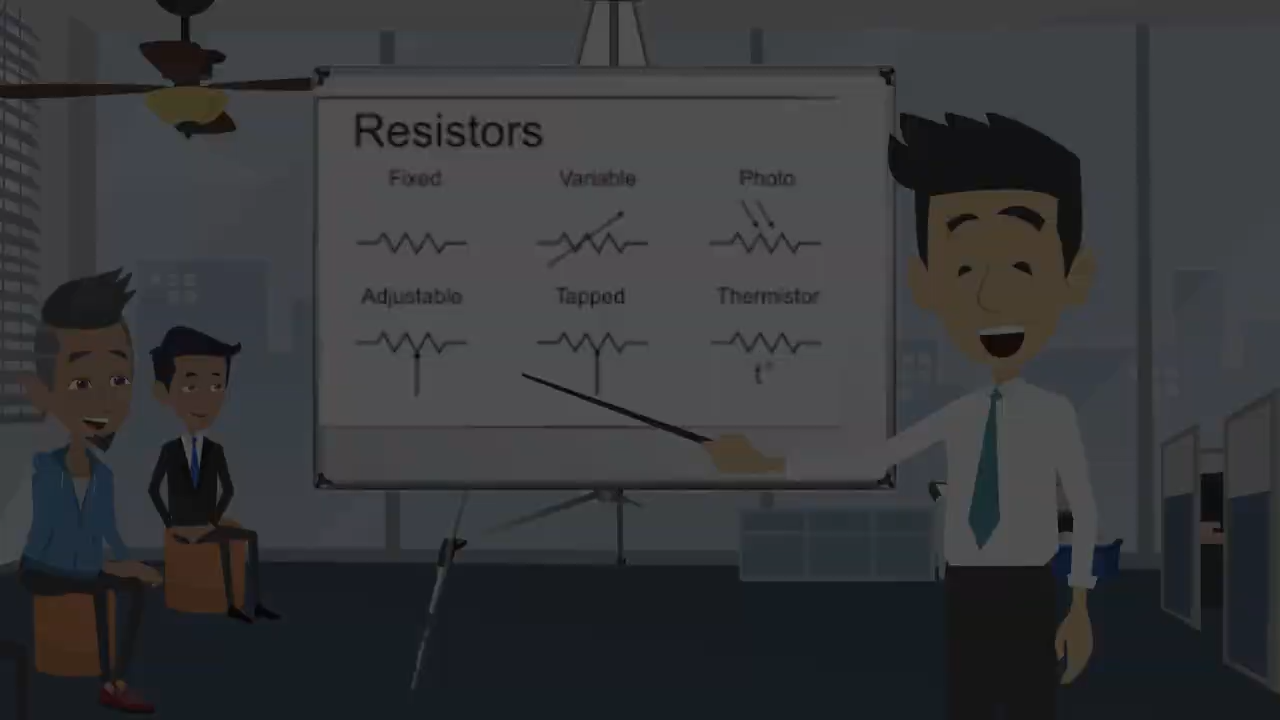 Resistors
Fixed Variable Photo
Adjustable Tapped Thermistor
t°